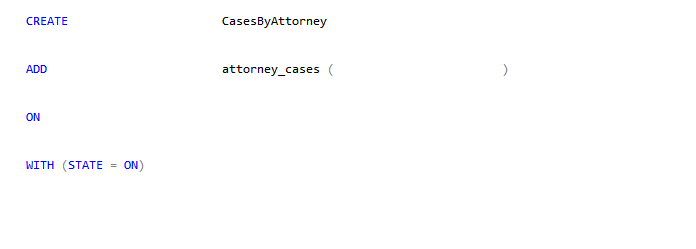 CREATE CasesByAttorney
ADD attorney_cases ( )
ON
WITH (STATE = ON)